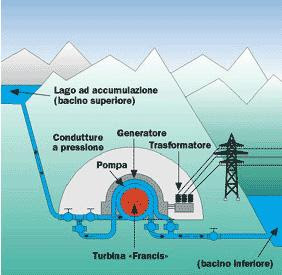 Lago ad accumulazione
(bacino superiore)
Condutture
a pressione
Generatore
Trasformatore
Pompa
Turbina «Francis»
(bacino inferiore)